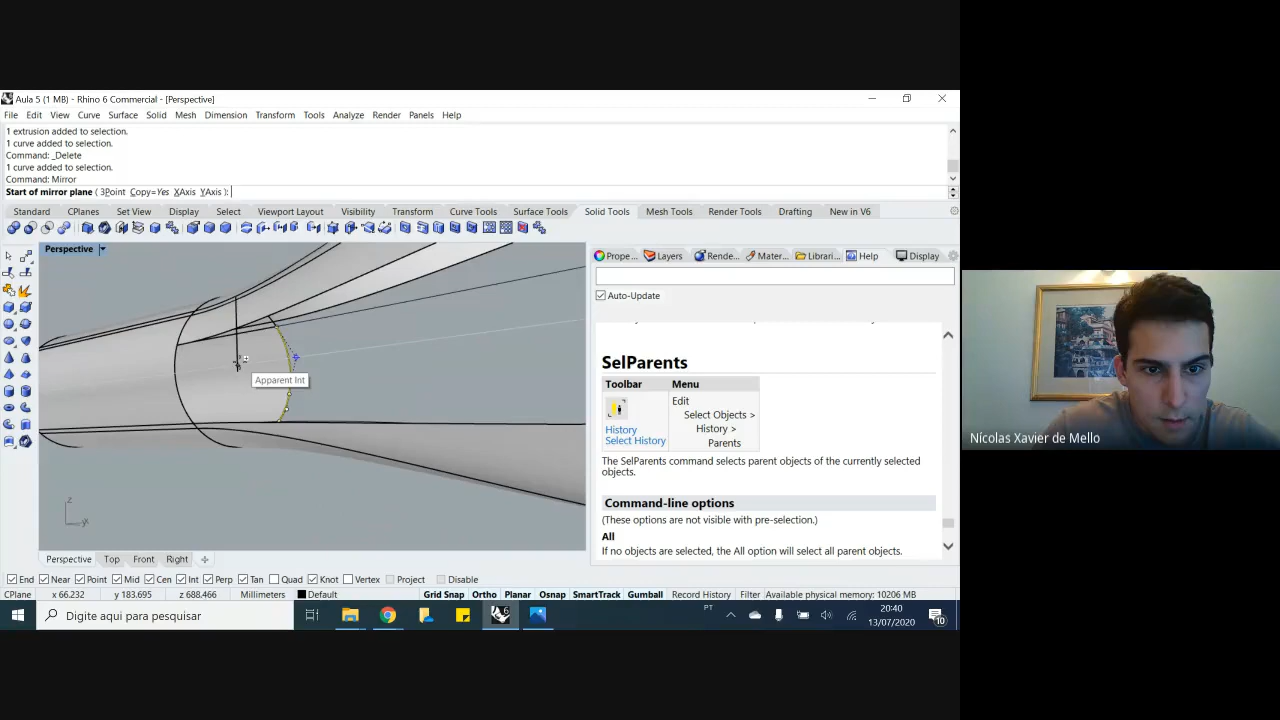 Aula 5 (1 MB) - Rhino 6 Commercial - [Perspective]
File Edit View Curve Surface Solid Mesh Dimension Transform Tools Analyze Render Panels Help
1 extrusion added to selection.
1 curve added to selection.
Command: _Delete
1 curve added to selection.
Command: Mirror
Start of mirror plane ( 3Point Copy=Yes XAxis YAxis ):
Standard CPlanes Set View Display Select Viewport Layout Visibility Transform Curve Tools Surface Tools Solid Tools Mesh Tools Render Tools Drafting New in V6
Perspective
Prope... Layers Rende... Mater... Librari... Help Display
Auto-Update
SelParents
Toolbar Menu
Edit
Select Objects >
History >
Parents
History
Select History
The SelParents command selects parent objects of the currently selected
objects.
Command-line options
(These options are not visible with pre-selection.)
All
If no objects are selected, the All option will select all parent objects.
Apparent Int
z
y
Perspective Top Front Right
End Near Point Mid Cen Int Perp Tan Quad Knot Vertex Project Disable
CPlane x 66.232 y 183.695 z 688.466 Millimeters Default Grid Snap Ortho Planar Osnap SmartTrack Gumball Record History Filter Available physical memory: 10206 MB
Digite aqui para pesquisar
PT
20:40
13/07/2020
10
Nícolas Xavier de Mello